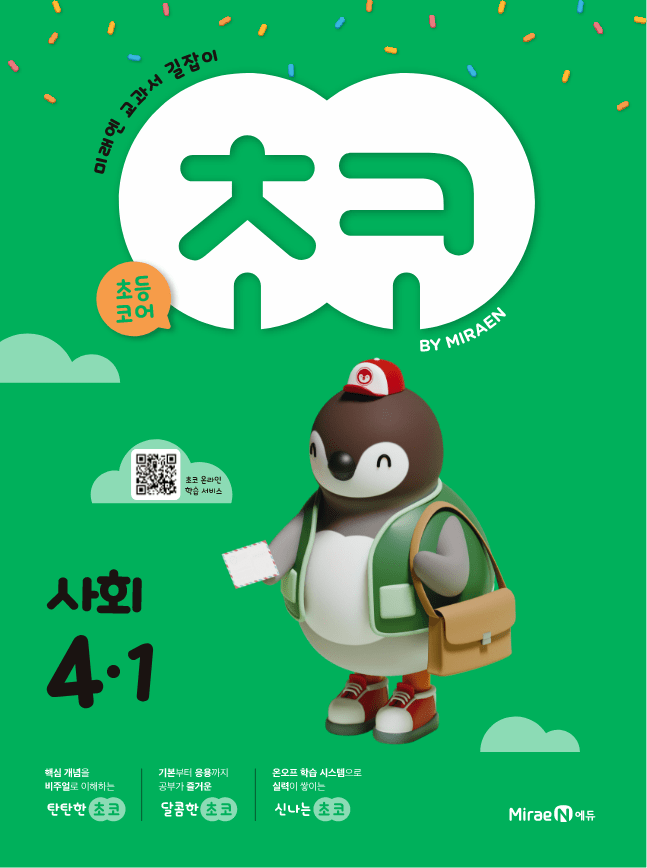 미래엔 교과서 길잡이
초코
초등
코어
BY MIRAEN
초코 온라인
학습 서비스
사회
4·1
핵심 개념을
비주얼로 이해하는
탄탄한 초코
기본부터 응용까지
공부가 즐거운
달콤한 초코
온오프 학습 시스템으로
실력이 쌓이는
신나는 초코
Mirae N 에듀